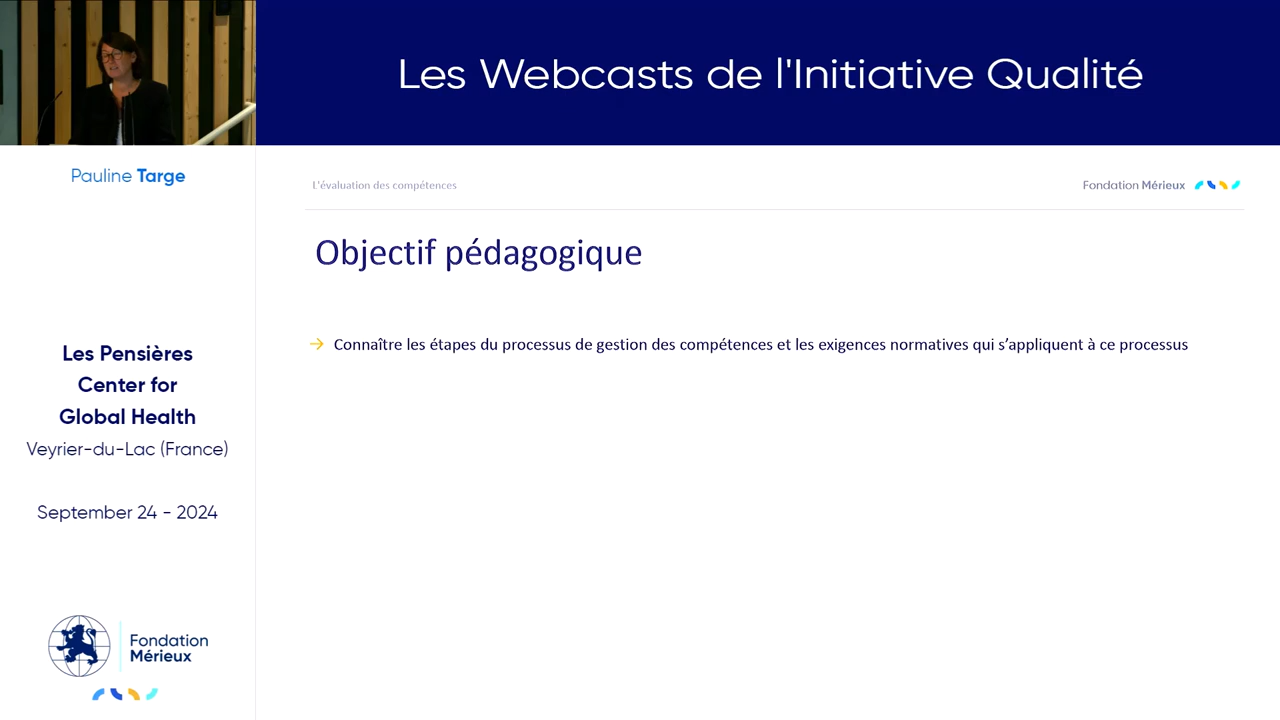 Les Webcasts de l'Initiative Qualité
Pauline Targe
L'évaluation des compétences
Fondation Mérieux
Objectif pédagogique
→ Connaître les étapes du processus de gestion des compétences et les exigences normatives qui s’appliquent à ce processus
Les Pensières
Center for
Global Health
Veyrier-du-Lac (France)
September 24 - 2024
Fondation
Mérieux